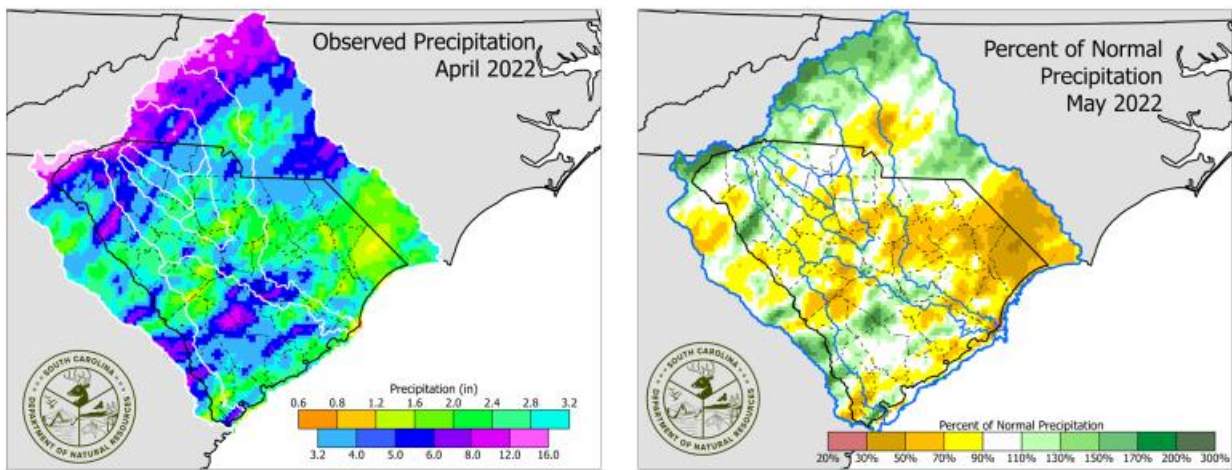 Observed Precipitation
April 2022
Precipitation (in)
0.6 0.8 1.2 1.6 2.0 2.4 2.8 3.2
3.2 4.0 5.0 6.0 8.0 12.0 16.0
SOUTH CAROLINA
DEPARTMENT OF NATURAL RESOURCES
Percent of Normal
Precipitation
May 2022
Percent of Normal Precipitation
20% 30% 50% 70% 90% 110% 130% 150% 170% 200% 300%
SOUTH CAROLINA
DEPARTMENT OF NATURAL RESOURCES